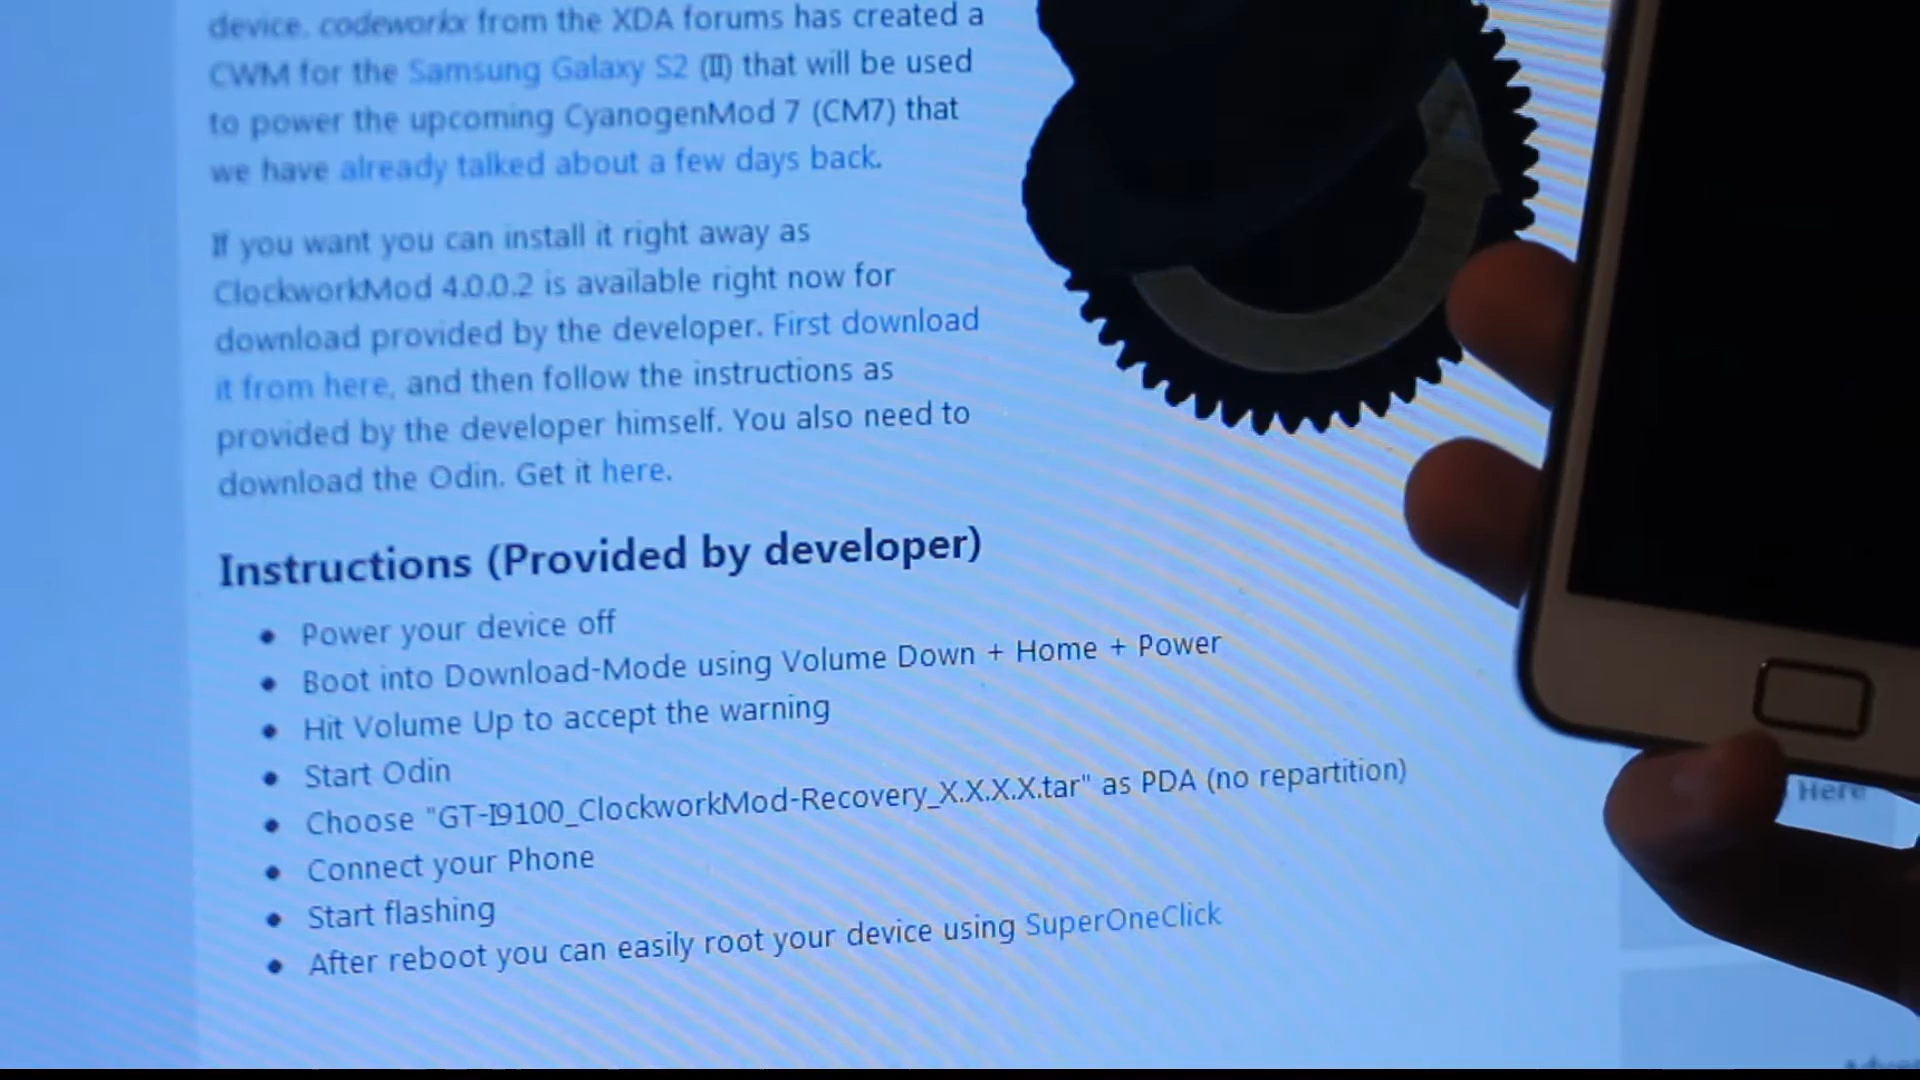 device. codeworkx from the XDA forums has created a
CWM for the Samsung Galaxy S2 (II) that will be used
to power the upcoming CyanogenMod 7 (CM7) that
we have already talked about a few days back.
If you want you can install it right away as
ClockworkMod 4.0.0.2 is available right now for
download provided by the developer. First download
it from here, and then follow the instructions as
provided by the developer himself. You also need to
download the Odin. Get it here.
Instructions (Provided by developer)
• Power your device off
• Boot into Download-Mode using Volume Down + Home + Power
• Hit Volume Up to accept the warning
• Start Odin
• Choose "GT-I9100_ClockworkMod-Recovery_X.X.X.X.tar" as PDA (no repartition)
• Connect your Phone
• Start flashing
• After reboot you can easily root your device using SuperOneClick
Here